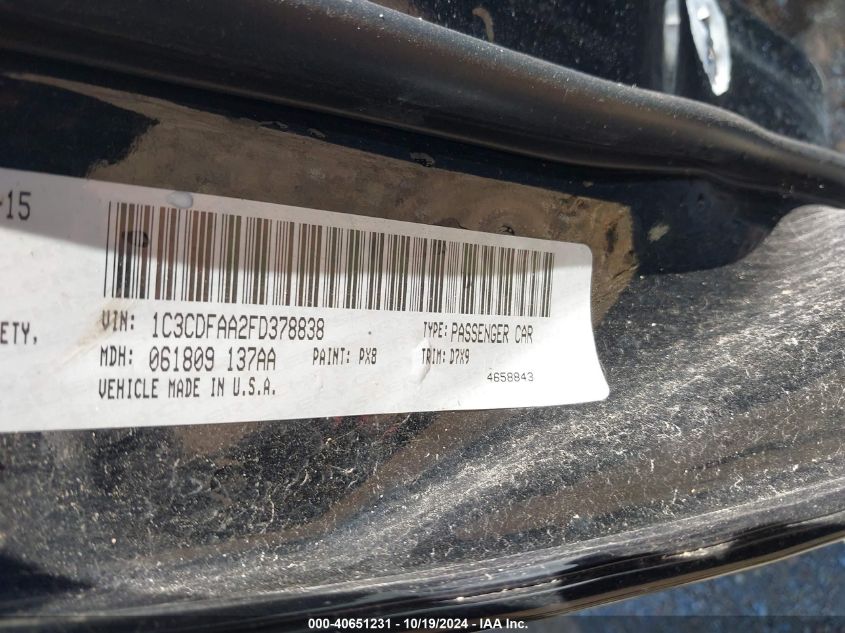 -15
ETY,
VIN: 1C3CDFAA2FD378838 TYPE: PASSENGER CAR
MDH: 061809 137AA PAINT: PX8 TRIM: D7X9
VEHICLE MADE IN U.S.A. 4658843
000-40651231 - 10/19/2024 - IAA Inc.